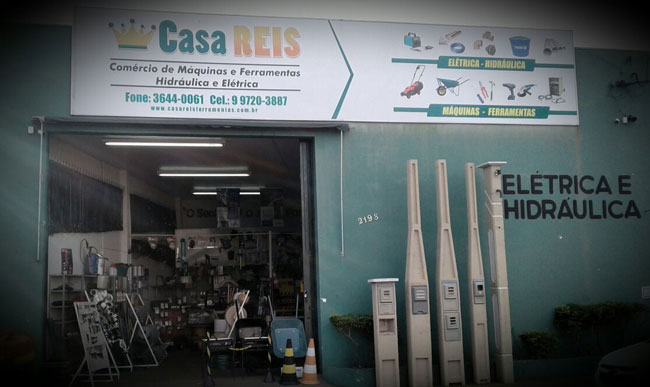 Casa REIS
Comércio de Máquinas e Ferramentas
Hidráulica e Elétrica
Fone: 3644-0061 Cel.: 9 9720-3887
www.casareisferramentas.com.br
ELÉTRICA - HIDRÁULICA
MÁQUINAS - FERRAMENTAS
ELÉTRICA E
HIDRÁULICA
2195